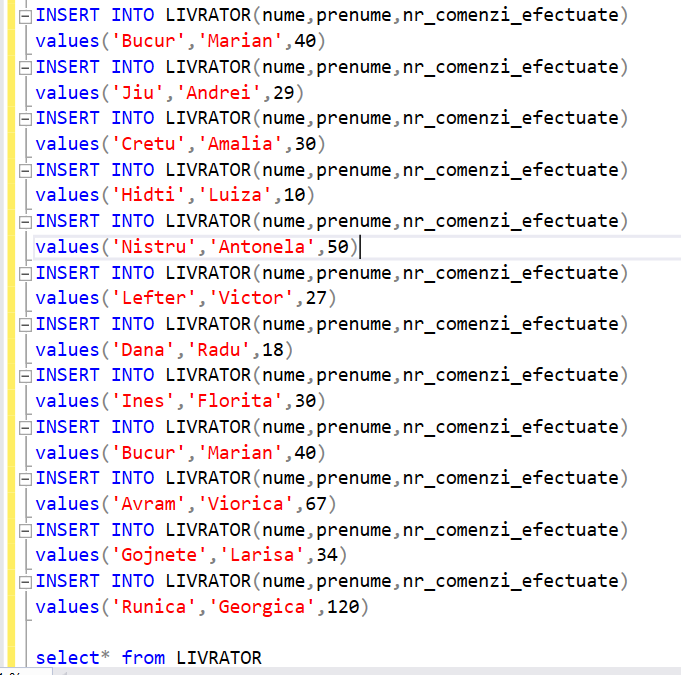 INSERT INTO LIVRATOR(nume,prenume,nr_comenzi_efectuate)
values('Bucur','Marian',40)
INSERT INTO LIVRATOR(nume,prenume,nr_comenzi_efectuate)
values('Jiu','Andrei',29)
INSERT INTO LIVRATOR(nume,prenume,nr_comenzi_efectuate)
values('Cretu','Amalia',30)
INSERT INTO LIVRATOR(nume,prenume,nr_comenzi_efectuate)
values('Hidti','Luiza',10)
INSERT INTO LIVRATOR(nume,prenume,nr_comenzi_efectuate)
values('Nistru','Antonela',50)
INSERT INTO LIVRATOR(nume,prenume,nr_comenzi_efectuate)
values('Lefter','Victor',27)
INSERT INTO LIVRATOR(nume,prenume,nr_comenzi_efectuate)
values('Dana','Radu',18)
INSERT INTO LIVRATOR(nume,prenume,nr_comenzi_efectuate)
values('Ines','Florita',30)
INSERT INTO LIVRATOR(nume,prenume,nr_comenzi_efectuate)
values('Bucur','Marian',40)
INSERT INTO LIVRATOR(nume,prenume,nr_comenzi_efectuate)
values('Avram','Viorica',67)
INSERT INTO LIVRATOR(nume,prenume,nr_comenzi_efectuate)
values('Gojnete','Larisa',34)
INSERT INTO LIVRATOR(nume,prenume,nr_comenzi_efectuate)
values('Runica','Georgica',120)
select* from LIVRATOR